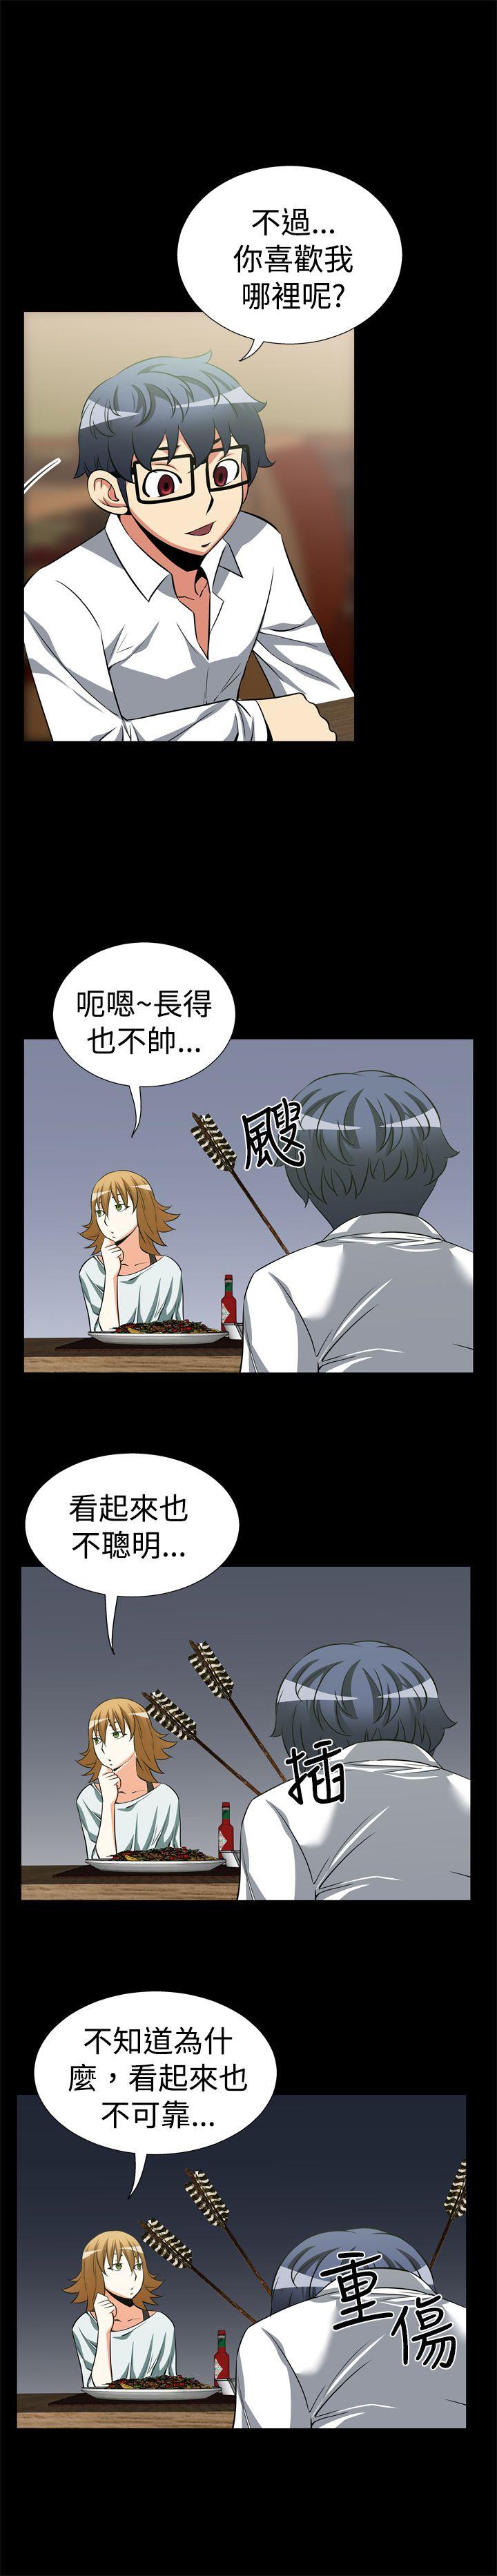 不過...
你喜歡我
哪裡呢?
呃嗯~長得
也不帥...
颼
看起來也
不聰明...
插
不知道為什
麼，看起來也
不可靠...
重傷